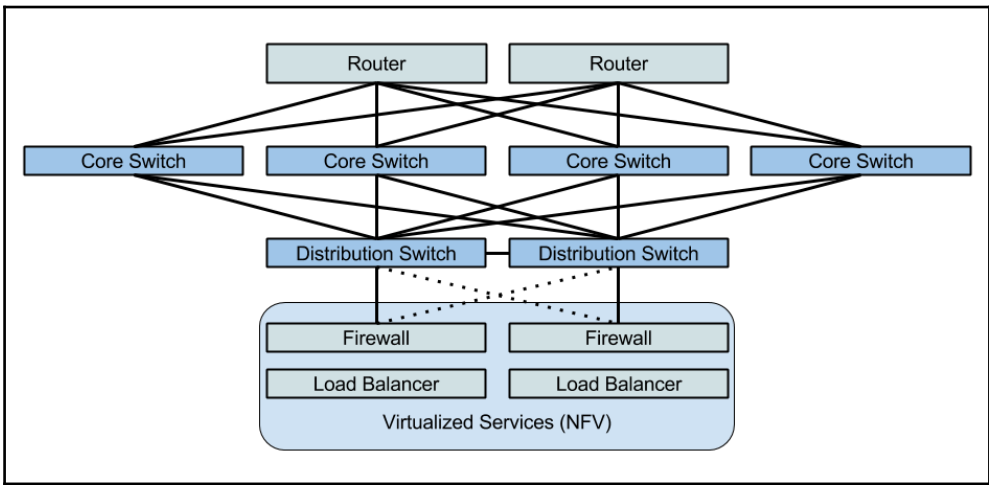 Router
Router
Core Switch
Core Switch
Core Switch
Core Switch
Distribution Switch
Distribution Switch
Firewall
Firewall
Load Balancer
Load Balancer
Virtualized Services (NFV)